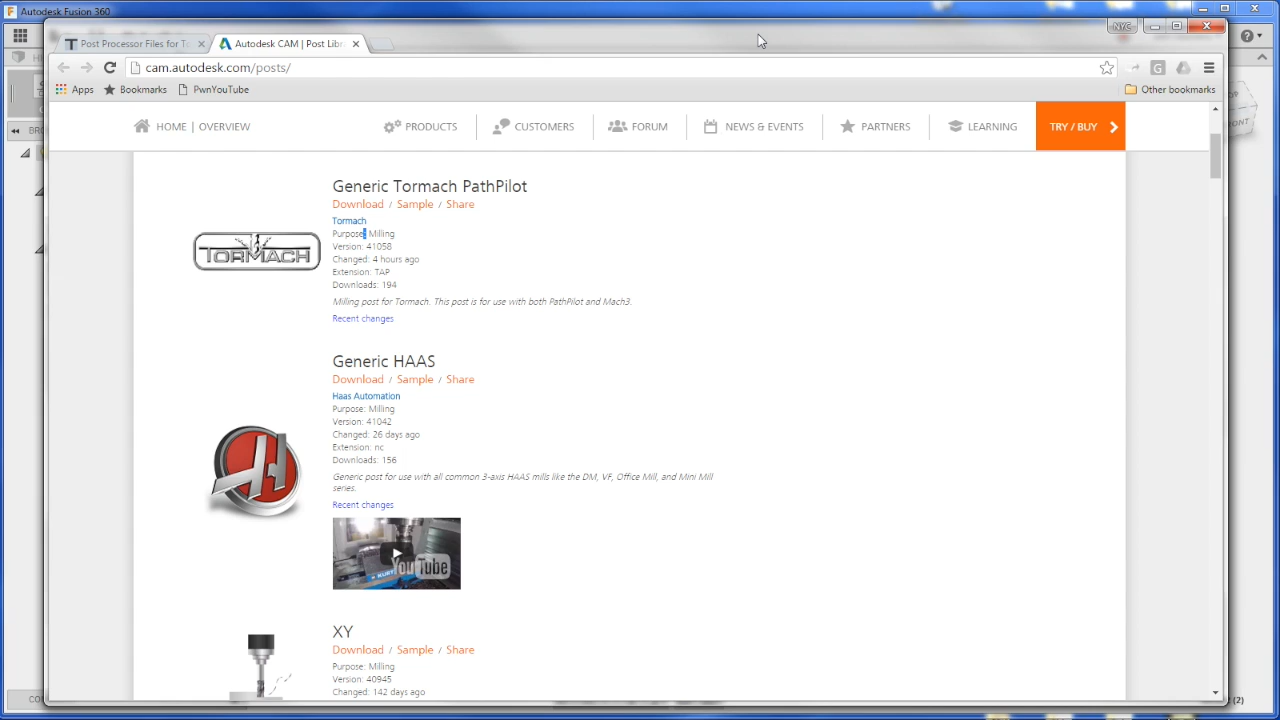 Autodesk Fusion 360
NYC
Post Processor Files for To
Autodesk CAM | Post Libr
cam.autodesk.com/posts/
G
Apps
Bookmarks
PwnYouTube
Other bookmarks
HOME | OVERVIEW
PRODUCTS
CUSTOMERS
FORUM
NEWS & EVENTS
PARTNERS
LEARNING
TRY / BUY
FRONT
Generic Tormach PathPilot
Download / Sample / Share
Tormach
Purpose: Milling
Version: 41058
Changed: 4 hours ago
Extension: TAP
Downloads: 194
Milling post for Tormach. This post is for use with both PathPilot and Mach3.
Recent changes
TORMACH
Generic HAAS
Download / Sample / Share
Haas Automation
Purpose: Milling
Version: 41042
Changed: 26 days ago
Extension: nc
Downloads: 156
Generic post for use with all common 3-axis HAAS mills like the DM, VF, Office Mill, and Mini Mill
series.
Recent changes
YouTube
XY
Download / Sample / Share
Purpose: Milling
Version: 40945
Changed: 142 days ago
(2)